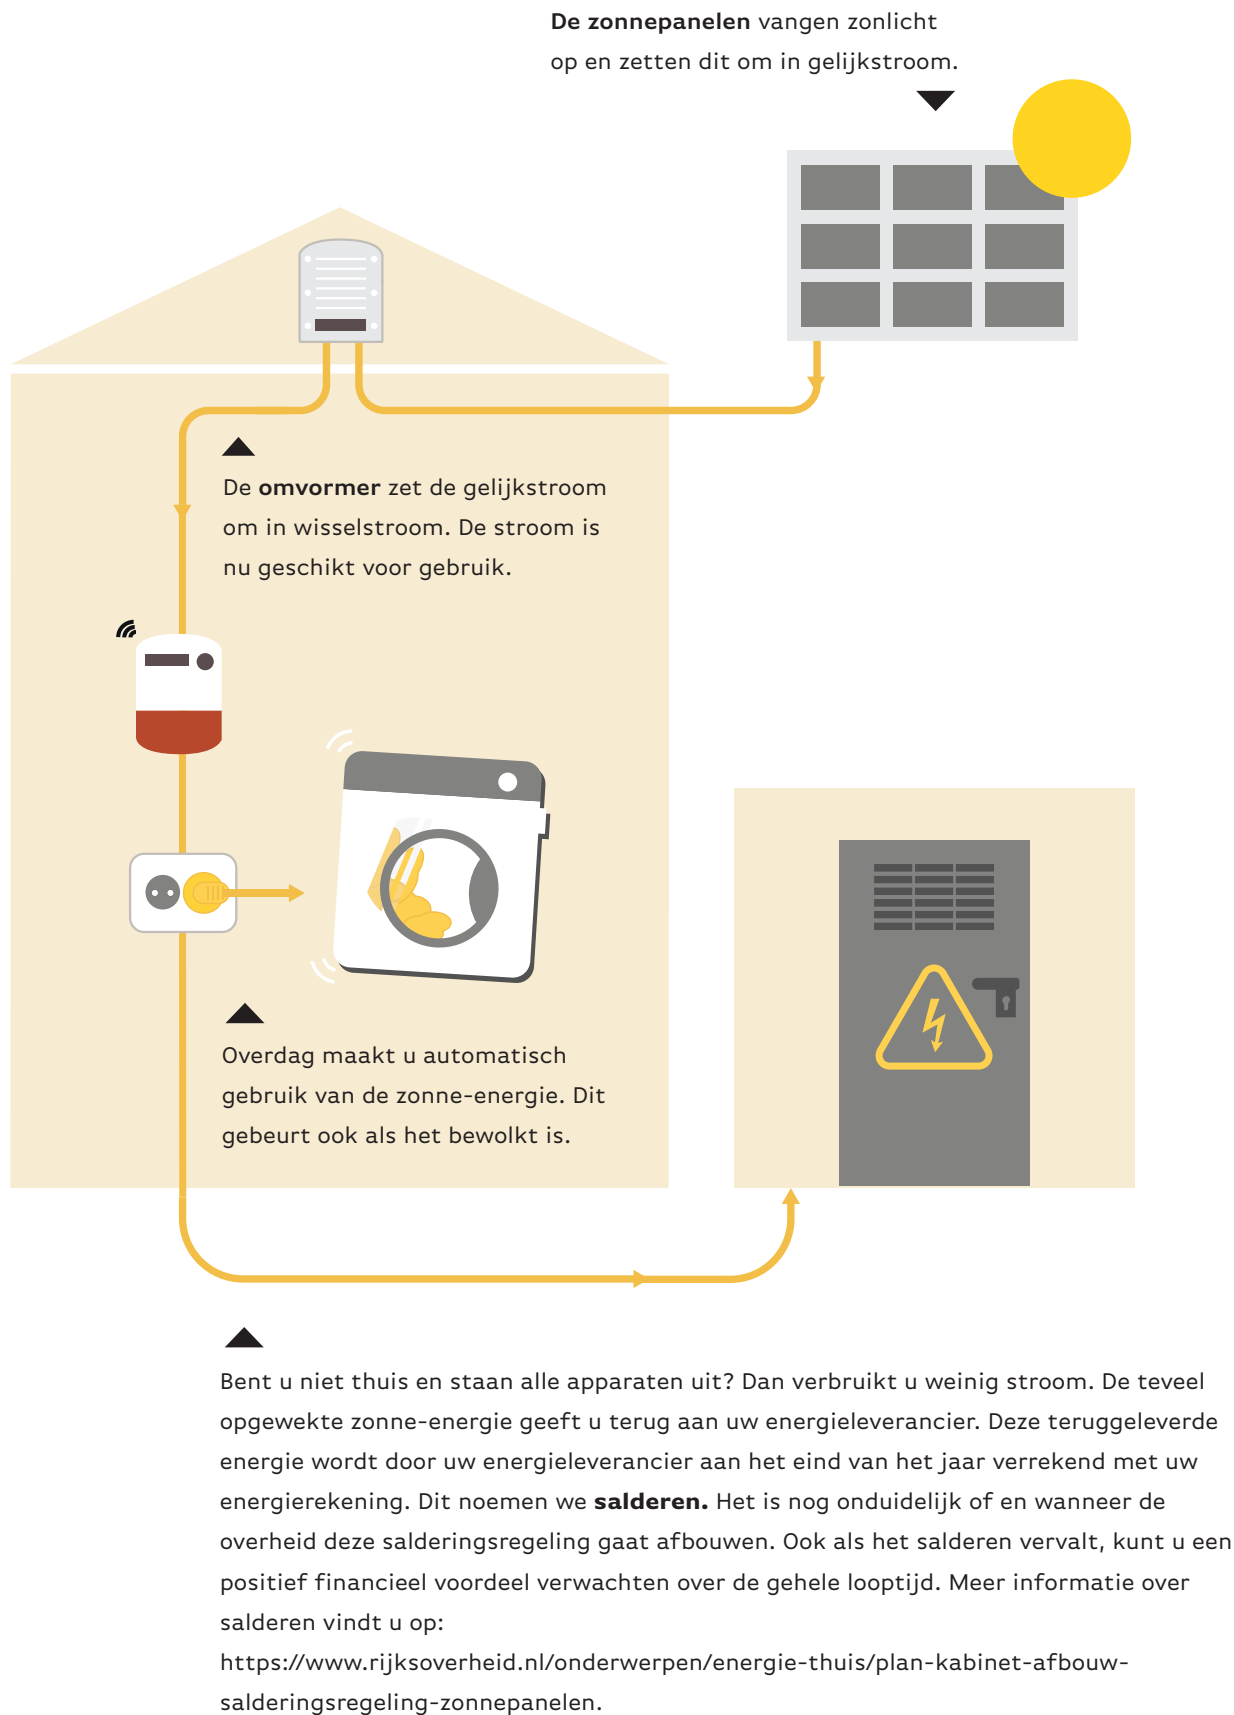 De zonnepanelen vangen zonlicht
op en zetten dit om in gelijkstroom.
De omvormer zet de gelijkstroom
om in wisselstroom. De stroom is
nu geschikt voor gebruik.
Overdag maakt u automatisch
gebruik van de zonne-energie. Dit
gebeurt ook als het bewolkt is.
Bent u niet thuis en staan alle apparaten uit? Dan verbruikt u weinig stroom. De teveel
opgewekte zonne-energie geeft u terug aan uw energieleverancier. Deze teruggeleverde
energie wordt door uw energieleverancier aan het eind van het jaar verrekend met uw
energierekening. Dit noemen we salderen. Het is nog onduidelijk of en wanneer de
overheid deze salderingsregeling gaat afbouwen. Ook als het salderen vervalt, kunt u een
positief financieel voordeel verwachten over de gehele looptijd. Meer informatie over
salderen vindt u op:
https://www.rijksoverheid.nl/onderwerpen/energie-thuis/plan-kabinet-afbouw-
salderingsregeling-zonnepanelen.